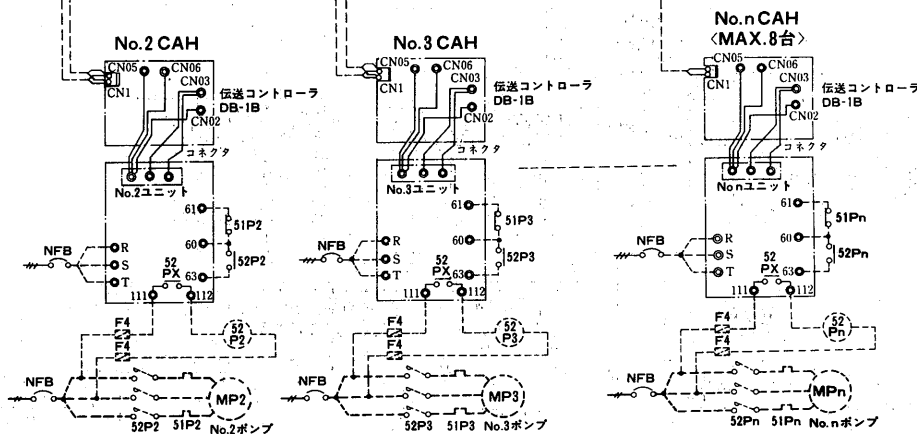 No.2 CAH
CN05
CN06
CN03
CN1
CN02
伝送コントローラ
DB-1B
コネクタ
No.2ユニット
61
51P2
60
52P2
63
NFB
R
S
T
52
PX
111
112
F4
F4
52
P2
NFB
MP2
52P2
51P2
No.2ポンプ
No.3 CAH
CN05
CN06
CN03
CN1
CN02
伝送コントローラ
DB-1B
コネクタ
No.3ユニット
61
51P3
60
52P3
63
NFB
R
S
T
52
PX
111
112
F4
F4
52
P3
NFB
MP3
52P3
51P3
No.3ポンプ
No.n CAH
〈MAX.8台〉
CN05
CN06
CN03
CN1
CN02
伝送コントローラ
DB-1B
コネクタ
No.nユニット
61
51Pn
60
52Pn
63
NFB
R
S
T
52
PX
111
112
F4
F4
52
Pn
NFB
MPn
52Pn
51Pn
No.nポンプ